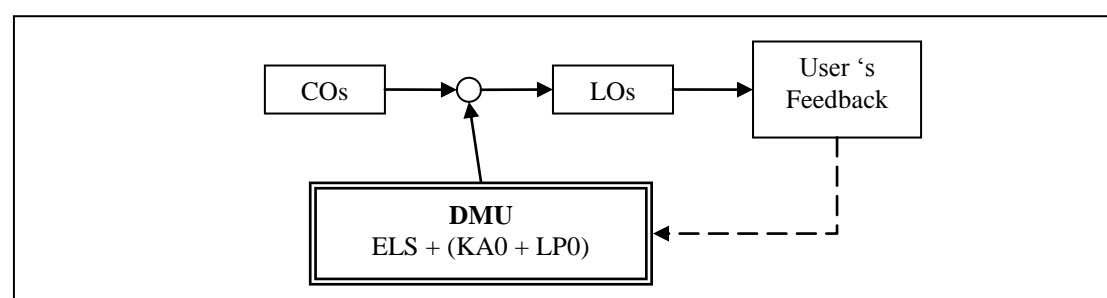 COs
LOs
User ‘s
Feedback
DMU
ELS + (KA0 + LP0)